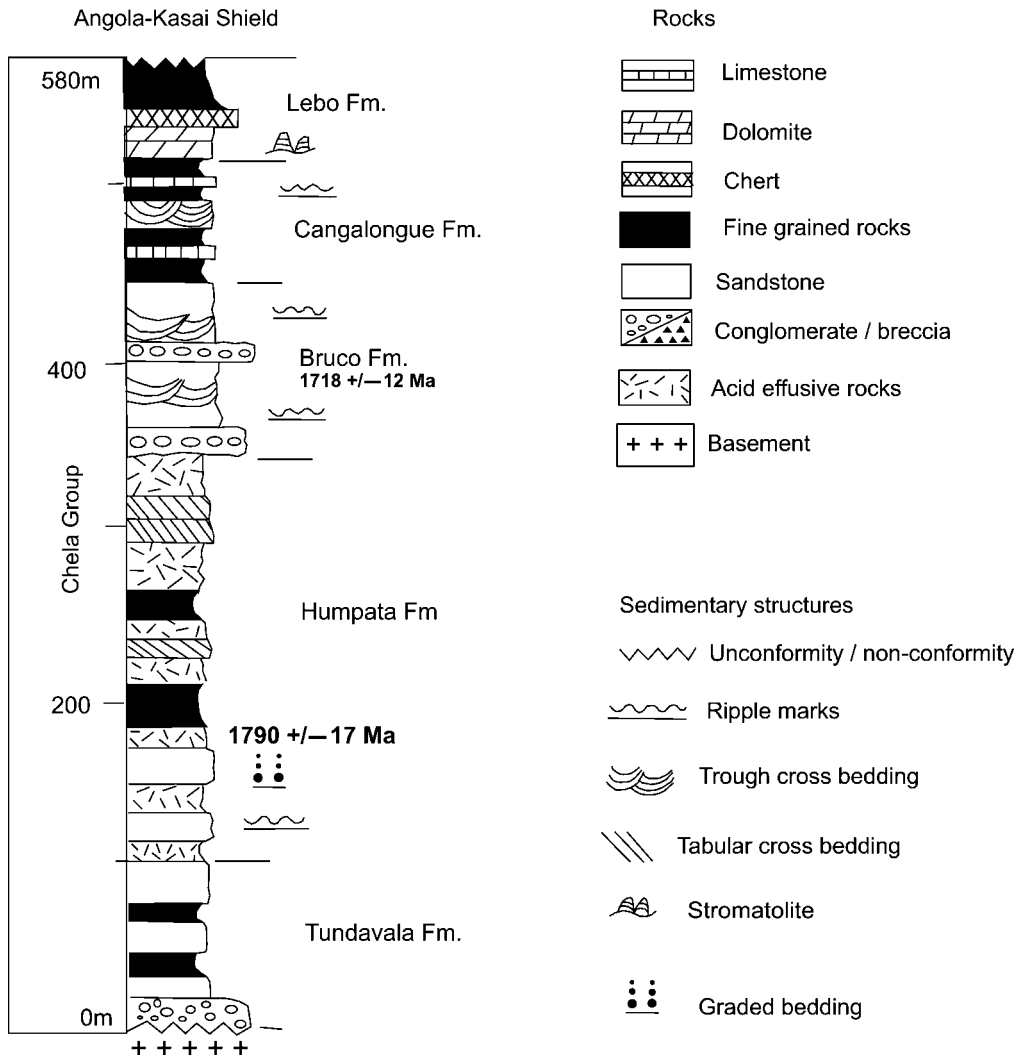 Angola-Kasai Shield
580m
Lebo Fm.
Cangalongue Fm.
Bruco Fm.
400
1718 +/—12 Ma
Chela Group
Humpata Fm
200
1790 +/—17 Ma
Tundavala Fm.
0m
Rocks
Limestone
Dolomite
Chert
Fine grained rocks
Sandstone
Conglomerate / breccia
Acid effusive rocks
Basement
Sedimentary structures
Unconformity / non-conformity
Ripple marks
Trough cross bedding
Tabular cross bedding
Stromatolite
Graded bedding